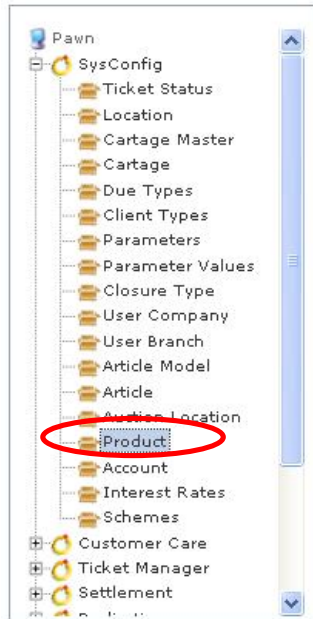 Pawn
SysConfig
Ticket Status
Location
Cartage Master
Cartage
Due Types
Client Types
Parameters
Parameter Values
Closure Type
User Company
User Branch
Article Model
Article
Auction Location
Product
Account
Interest Rates
Schemes
Customer Care
Ticket Manager
Settlement